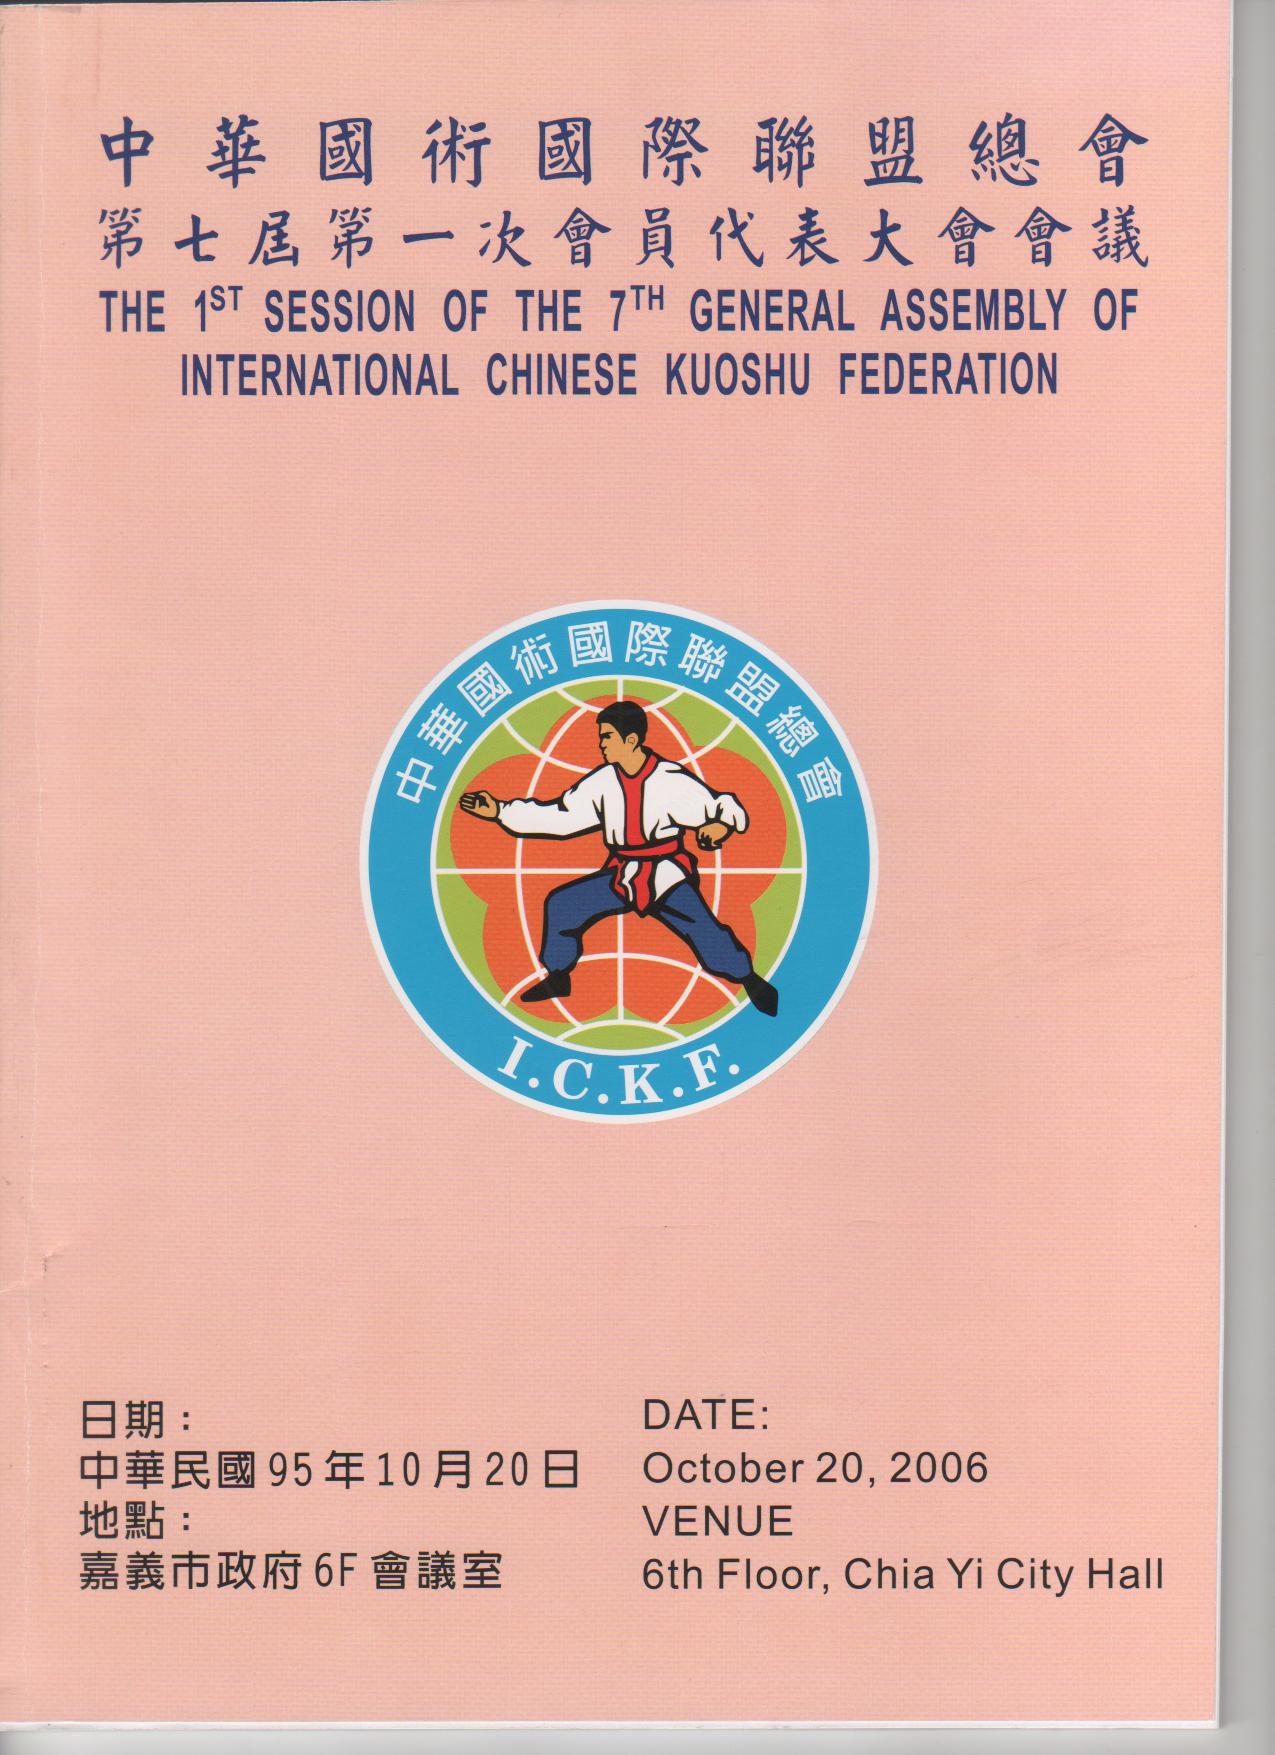 中華國術國際聯盟總會
第七屆第一次會員代表大會會議
THE 1ST SESSION OF THE 7TH GENERAL ASSEMBLY OF
INTERNATIONAL CHINESE KUOSHU FEDERATION
中華國術國際聯盟總會
I.C.K.F.
日期：
中華民國95年10月20日
地點：
嘉義市政府6F會議室
DATE:
October 20, 2006
VENUE
6th Floor, Chia Yi City Hall